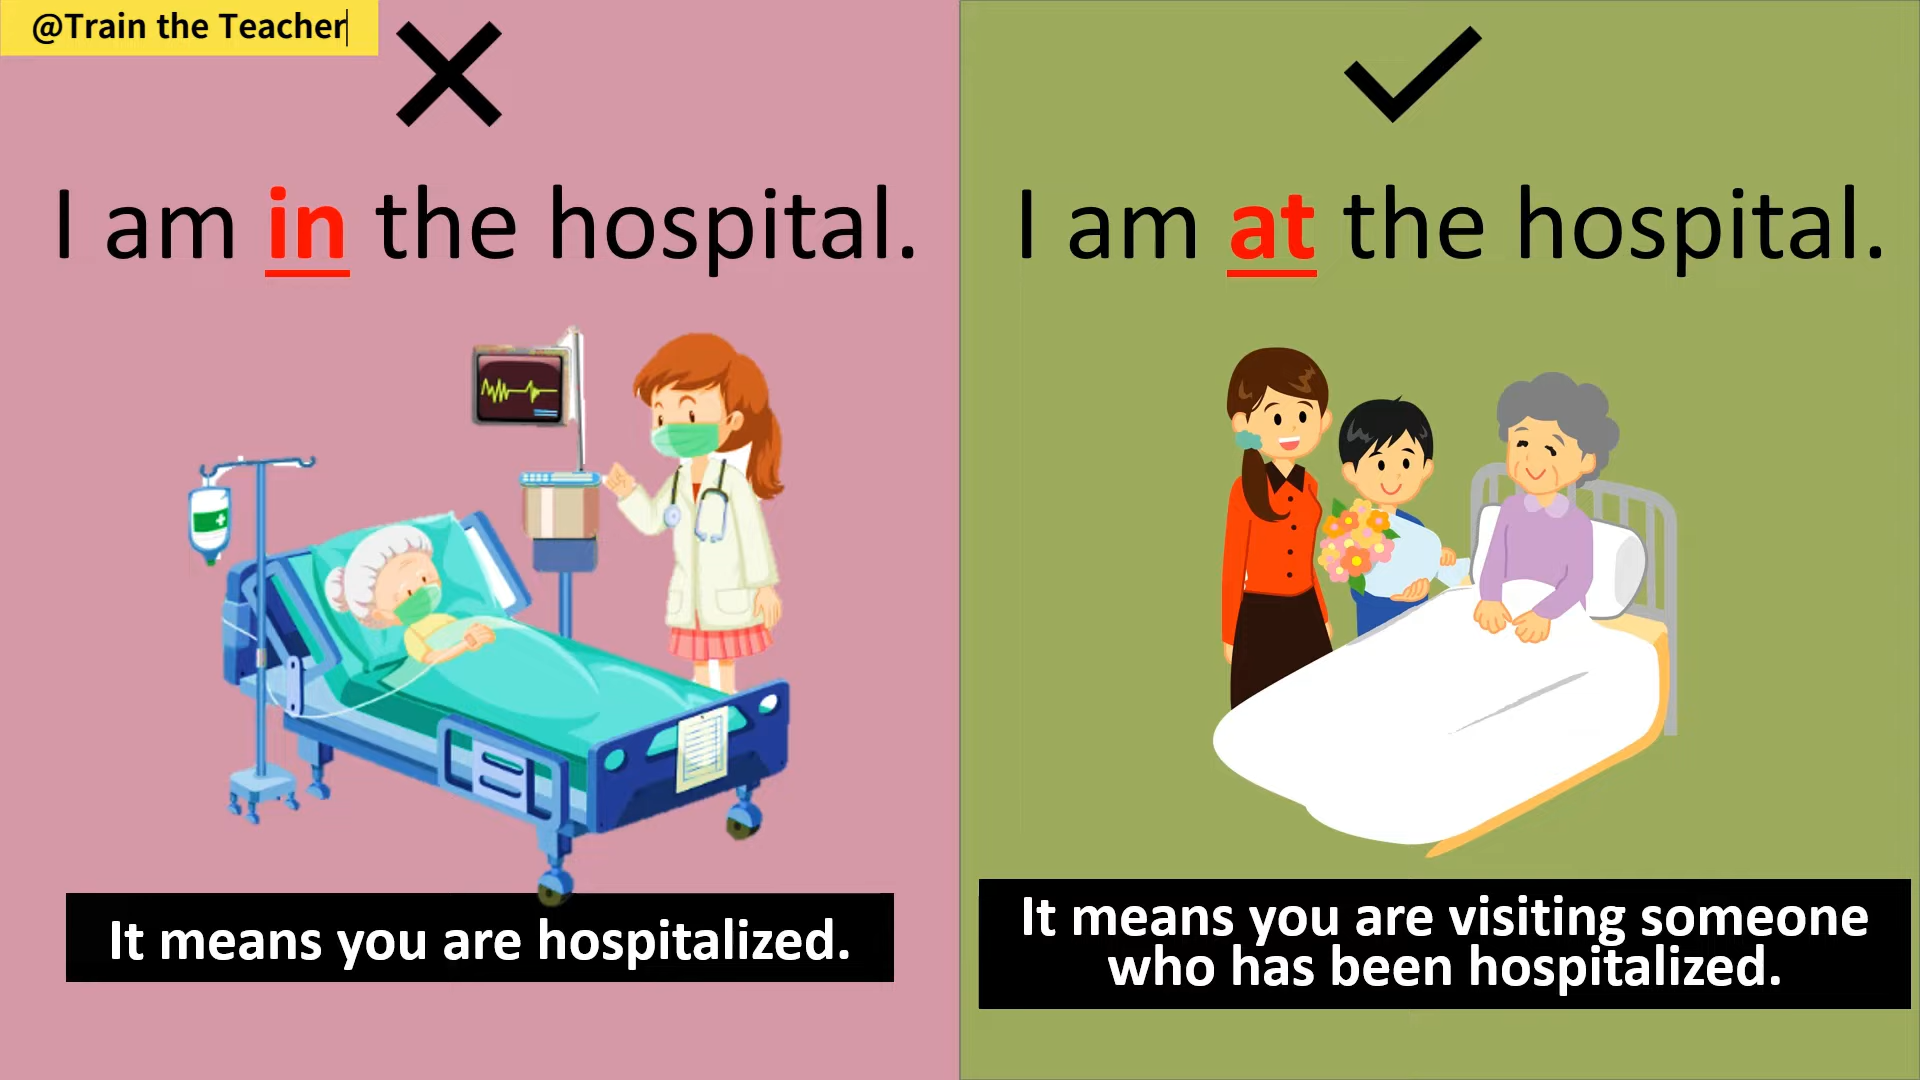 @Train the Teacher
I am in the hospital.
It means you are hospitalized.
I am at the hospital.
It means you are visiting someone
who has been hospitalized.